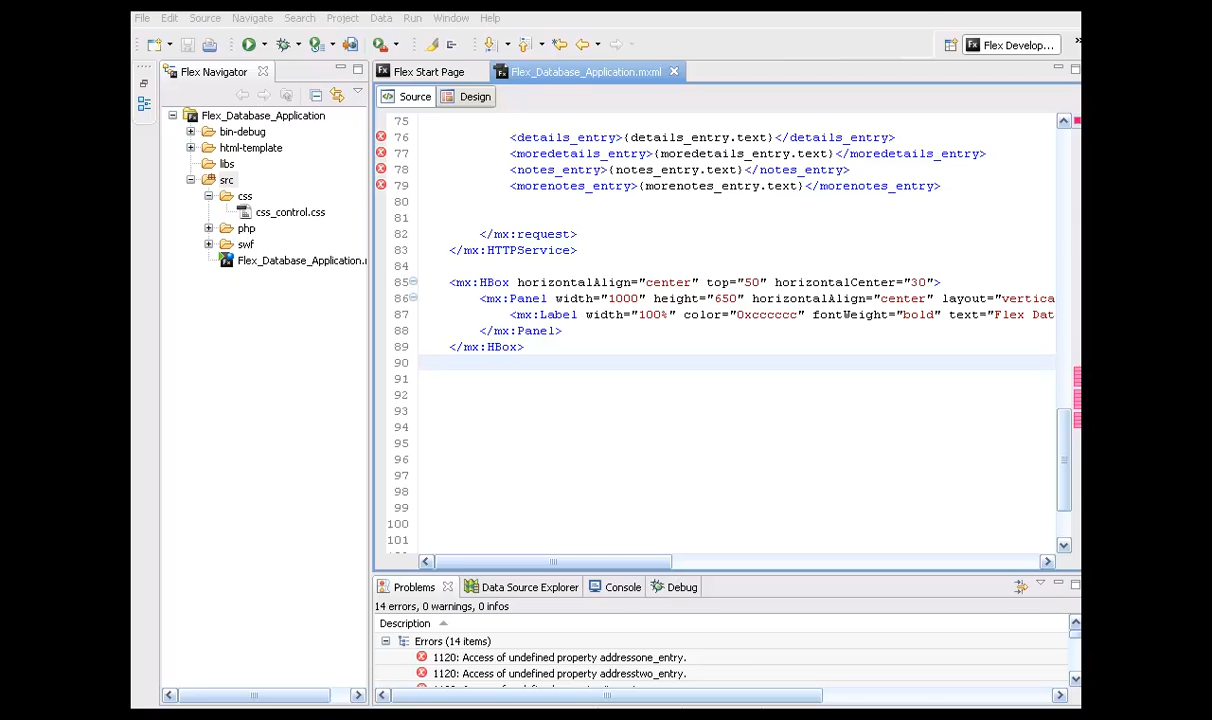 File Edit Source Navigate Search Project Data Run Window Help
Flex Develop...
Flex Navigator
Flex Start Page
Flex_Database_Application.mxml
Source
Design
Flex_Database_Application
bin-debug
html-template
libs
src
css
css_control.css
php
swf
Flex_Database_Application.
75
76 <details_entry>{details_entry.text}</details_entry>
77 <moredetails_entry>{moredetails_entry.text}</moredetails_entry>
78 <notes_entry>{notes_entry.text}</notes_entry>
79 <morenotes_entry>{morenotes_entry.text}</morenotes_entry>
80
81
82 </mx:request>
83 </mx:HTTPService>
84
85 <mx:HBox horizontalAlign="center" top="50" horizontalCenter="30">
86 <mx:Panel width="1000" height="650" horizontalAlign="center" layout="vertica
87 <mx:Label width="100%" color="0xcccccc" fontWeight="bold" text="Flex Dat
88 </mx:Panel>
89 </mx:HBox>
90
91
92
93
94
95
96
97
98
99
100
101
Problems
Data Source Explorer
Console
Debug
14 errors, 0 warnings, 0 infos
Description
Errors (14 items)
1120: Access of undefined property addressone_entry.
1120: Access of undefined property addresstwo_entry.